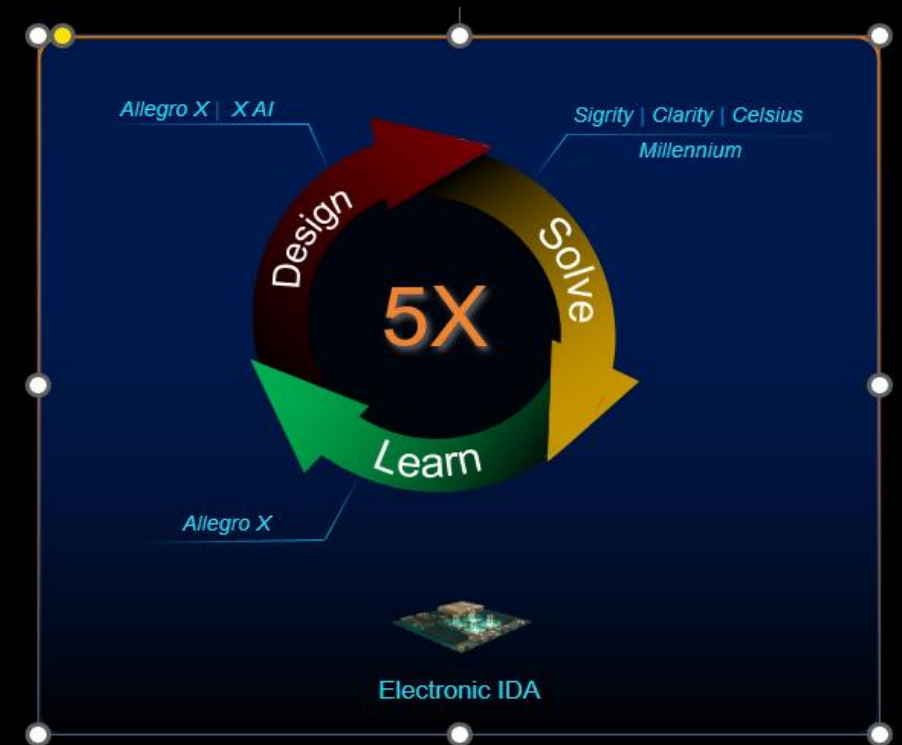 Allegro X | X AI
Sigrity | Clarity | Celsius
Millennium
Design
Solve
5X
Learn
Allegro X
Electronic IDA